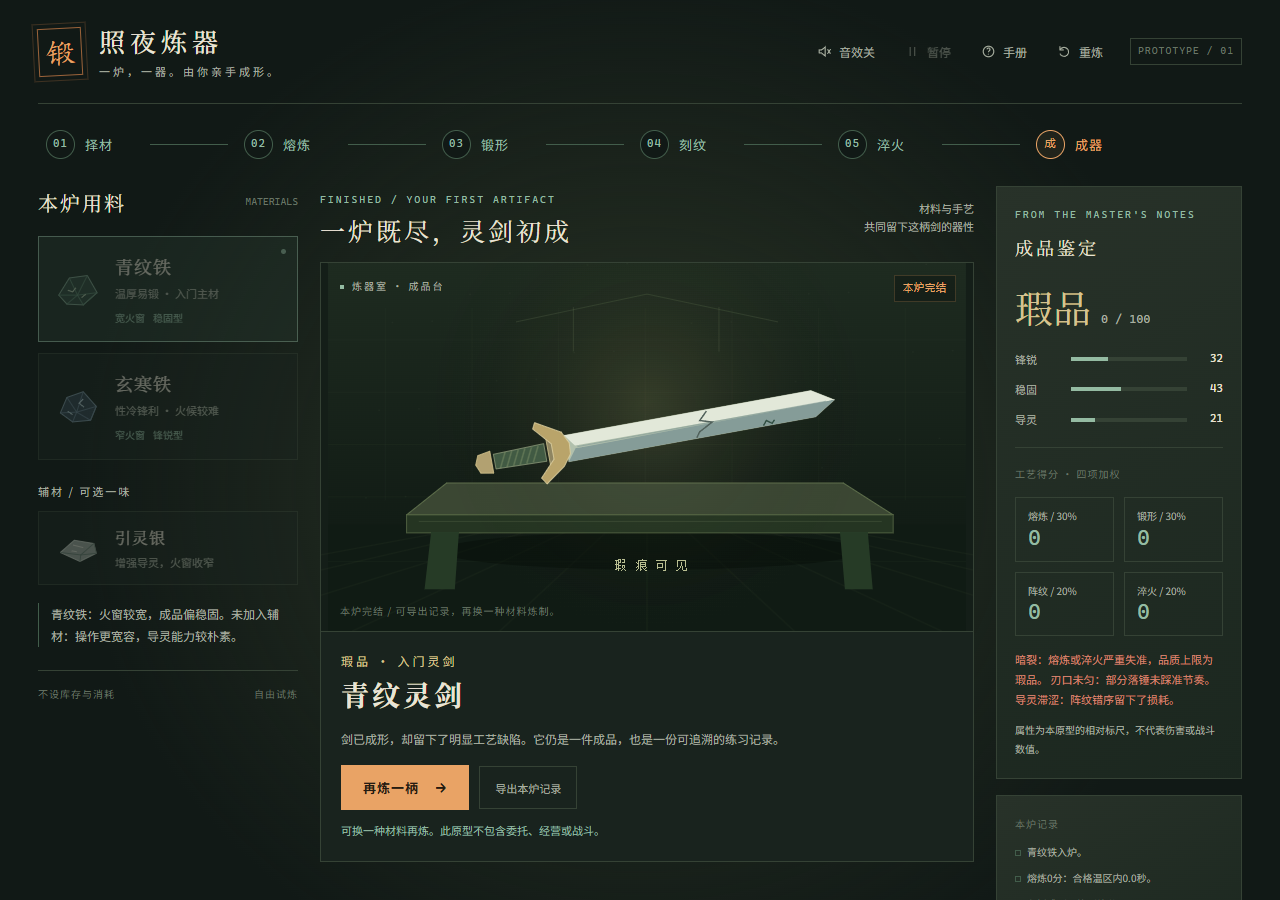 锻
照夜炼器
一炉，一器。由你亲手成形。
音效关
暂停
手册
重炼
PROTOTYPE / 01
01 择材
02 熔炼
03 锻形
04 刻纹
05 淬火
成 成器
本炉用料
MATERIALS
青纹铁
温厚易锻 · 入门主材
宽火窗 稳固型
玄寒铁
性冷锋利 · 火候较难
窄火窗 锋锐型
辅材 / 可选一味
引灵银
增强导灵，火窗收窄
青纹铁：火窗较宽，成品偏稳固。未加入辅
材：操作更宽容，导灵能力较朴素。
不设库存与消耗
自由试炼
FINISHED / YOUR FIRST ARTIFACT
一炉既尽，灵剑初成
材料与手艺
共同留下这柄剑的器性
炼器室 · 成品台
本炉完结
瑕痕可见
本炉完结 / 可导出记录，再换一种材料炼制。
瑕品 · 入门灵剑
青纹灵剑
剑已成形，却留下了明显工艺缺陷。它仍是一件成品，也是一份可追溯的练习记录。
再炼一柄 →
导出本炉记录
可换一种材料再炼。此原型不包含委托、经营或战斗。
FROM THE MASTER'S NOTES
成品鉴定
瑕品 0 / 100
锋锐 32
稳固 43
导灵 21
工艺得分 · 四项加权
熔炼 / 30%
0
锻形 / 30%
0
阵纹 / 20%
0
淬火 / 20%
0
暗裂：熔炼或淬火严重失准，品质上限为
瑕品。 刃口未匀：部分落锤未踩准节奏。
导灵滞涩：阵纹错序留下了损耗。
属性为本原型的相对标尺，不代表伤害或战斗
数值。
本炉记录
青纹铁入炉。
熔炼0分：合格温区内0.0秒。